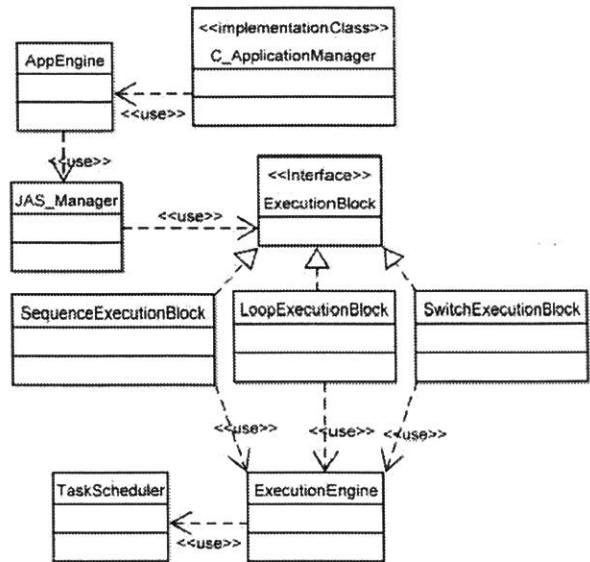 <<implementationClass>>
C_ApplicationManager
AppEngine
<<use>>
<<use>>
JAS_Manager
<<use>>
<<Interface>>
ExecutionBlock
SequenceExecutionBlock
LoopExecutionBlock
SwitchExecutionBlock
<<use>>
<<use>>
<<use>>
TaskScheduler
ExecutionEngine
<<use>>